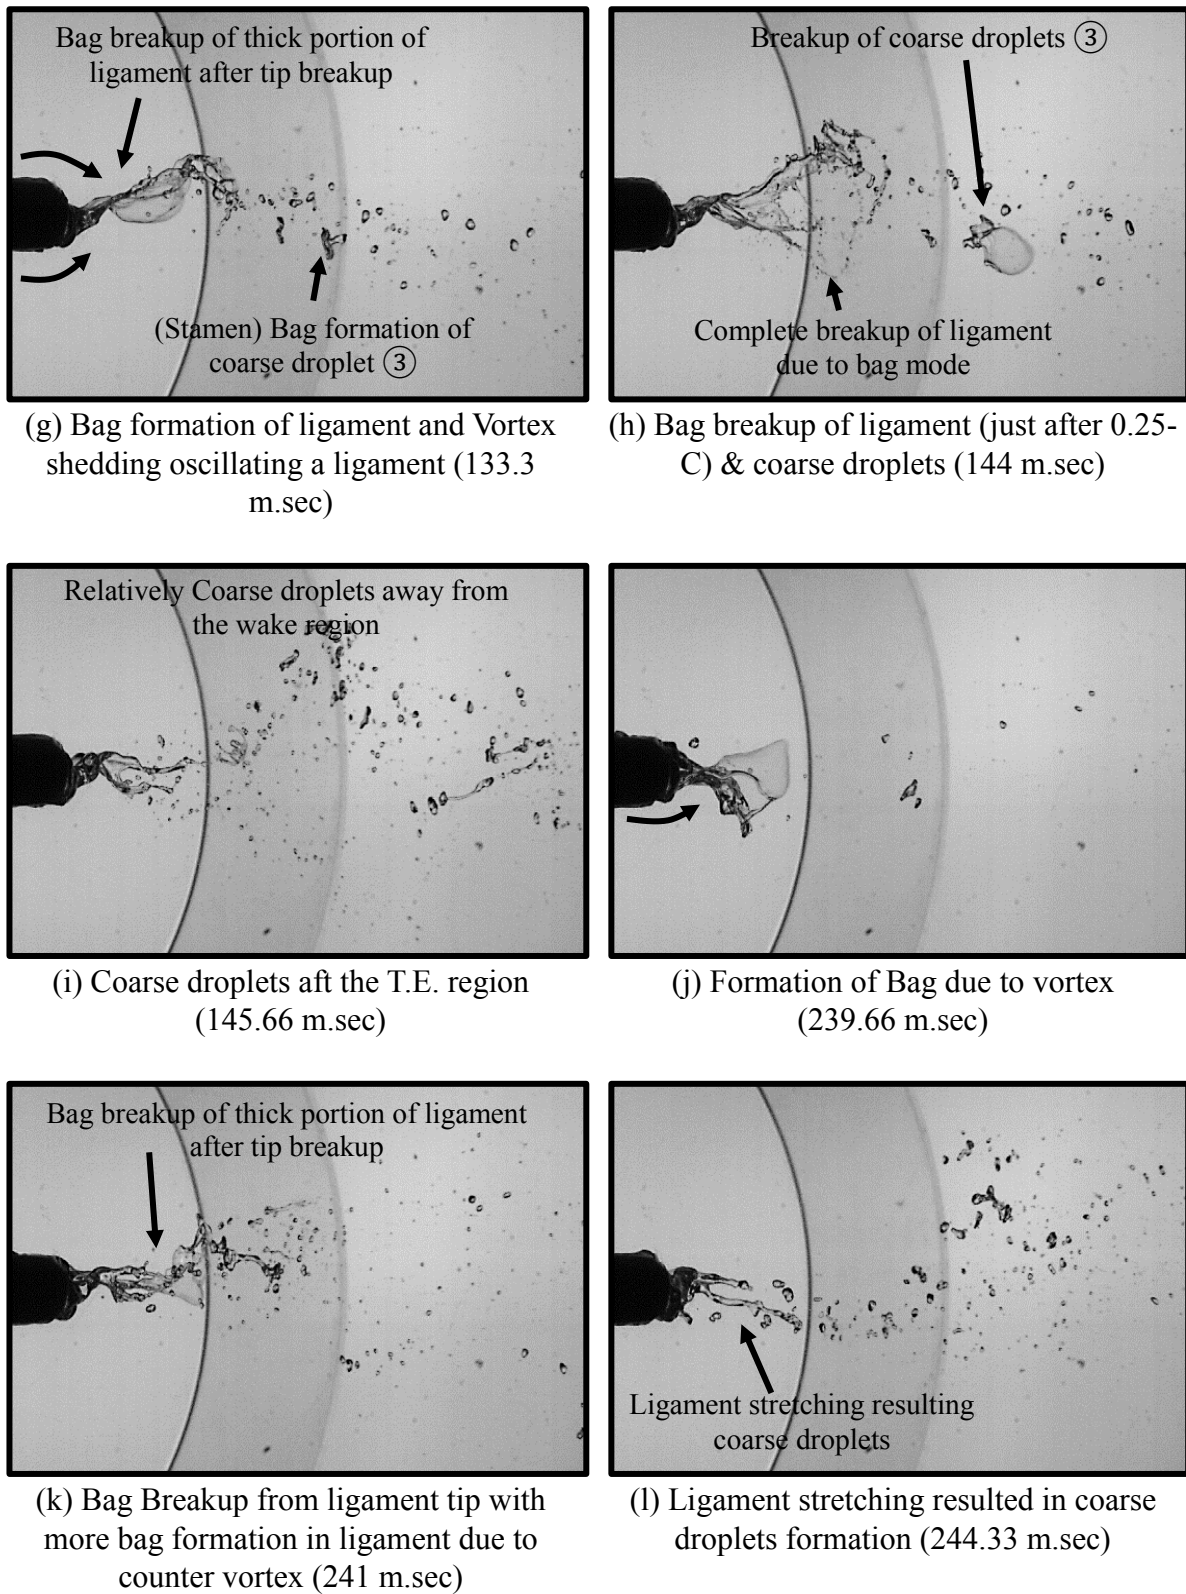 Bag breakup of thick portion of
ligament after tip breakup
(Stamen) Bag formation of
coarse droplet ③
(g) Bag formation of ligament and Vortex
shedding oscillating a ligament (133.3
m.sec)
Breakup of coarse droplets ③
Complete breakup of ligament
due to bag mode
(h) Bag breakup of ligament (just after 0.25-
C) & coarse droplets (144 m.sec)
Relatively Coarse droplets away from
the wake region
(i) Coarse droplets aft the T.E. region
(145.66 m.sec)
(j) Formation of Bag due to vortex
(239.66 m.sec)
Bag breakup of thick portion of ligament
after tip breakup
(k) Bag Breakup from ligament tip with
more bag formation in ligament due to
counter vortex (241 m.sec)
Ligament stretching resulting
coarse droplets
(l) Ligament stretching resulted in coarse
droplets formation (244.33 m.sec)